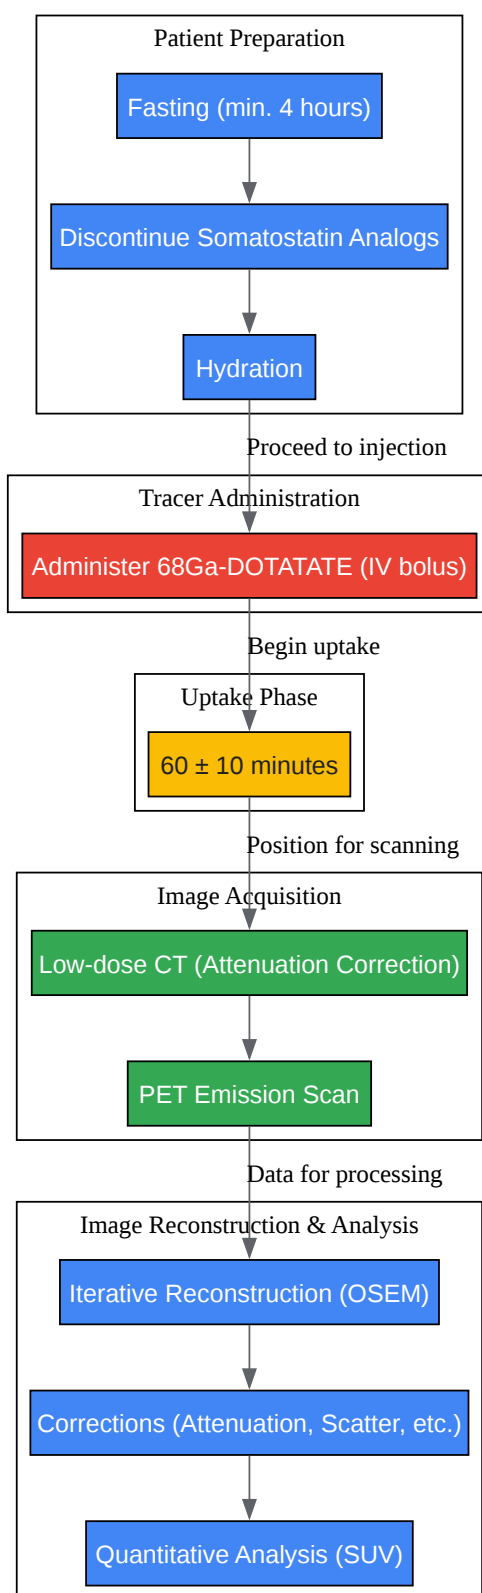 Patient Preparation
Fasting (min. 4 hours)
Discontinue Somatostatin Analogs
Hydration
Proceed to injection
Tracer Administration
Administer 68Ga-DOTATATE (IV bolus)
Begin uptake
Uptake Phase
60 ± 10 minutes
Position for scanning
Image Acquisition
Low-dose CT (Attenuation Correction)
PET Emission Scan
Data for processing
Image Reconstruction & Analysis
Iterative Reconstruction (OSEM)
Corrections (Attenuation, Scatter, etc.)
Quantitative Analysis (SUV)